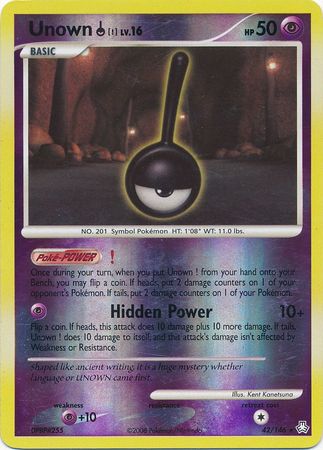 Unown ! [!] LV.16 HP 50
BASIC
NO. 201 Symbol Pokémon HT: 1'08" WT: 11.0 lbs.
Poké-POWER !
Once during your turn, when you put Unown ! from your hand onto your
Bench, you may flip a coin. If heads, put 2 damage counters on 1 of your
opponent's Pokémon. If tails, put 2 damage counters on 1 of your Pokémon.
Hidden Power 10+
Flip a coin. If heads, this attack does 10 damage plus 10 more damage. If tails,
Unown ! does 10 damage to itself, and this attack's damage isn't affected by
Weakness or Resistance.
Shaped like ancient writing, it is a huge mystery whether
language or UNOWN came first.
Illus. Kent Kanetsuna
weakness resistance retreat cost
+10
DPBP#255 ©2008 Pokémon/Nintendo 42/146